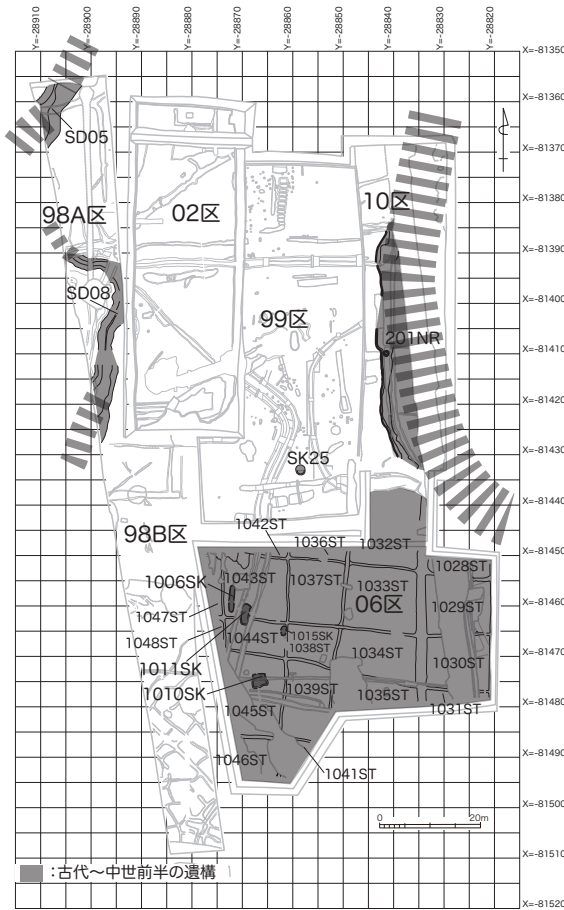 Y=-28910
Y=-28900
Y=-28890
Y=-28880
Y=-28870
Y=-28860
Y=-28850
Y=-28840
Y=-28830
Y=-28820
X=-81350
X=-81360
X=-81370
X=-81380
X=-81390
X=-81400
X=-81410
X=-81420
X=-81430
X=-81440
X=-81450
X=-81460
X=-81470
X=-81480
X=-81490
X=-81500
X=-81510
X=-81520
SD05
98A区
02区
10区
SD08
99区
201NR
SK25
98B区
1042ST
1036ST
1032ST
1028ST
1006SK
1043ST
1037ST
1033ST
06区
1029ST
1047ST
1048ST
1044ST
1015SK
1038ST
1034ST
1030ST
1011SK
1010SK
1039ST
1035ST
1031ST
1045ST
1046ST
1041ST
0
20m
:古代~中世前半の遺構